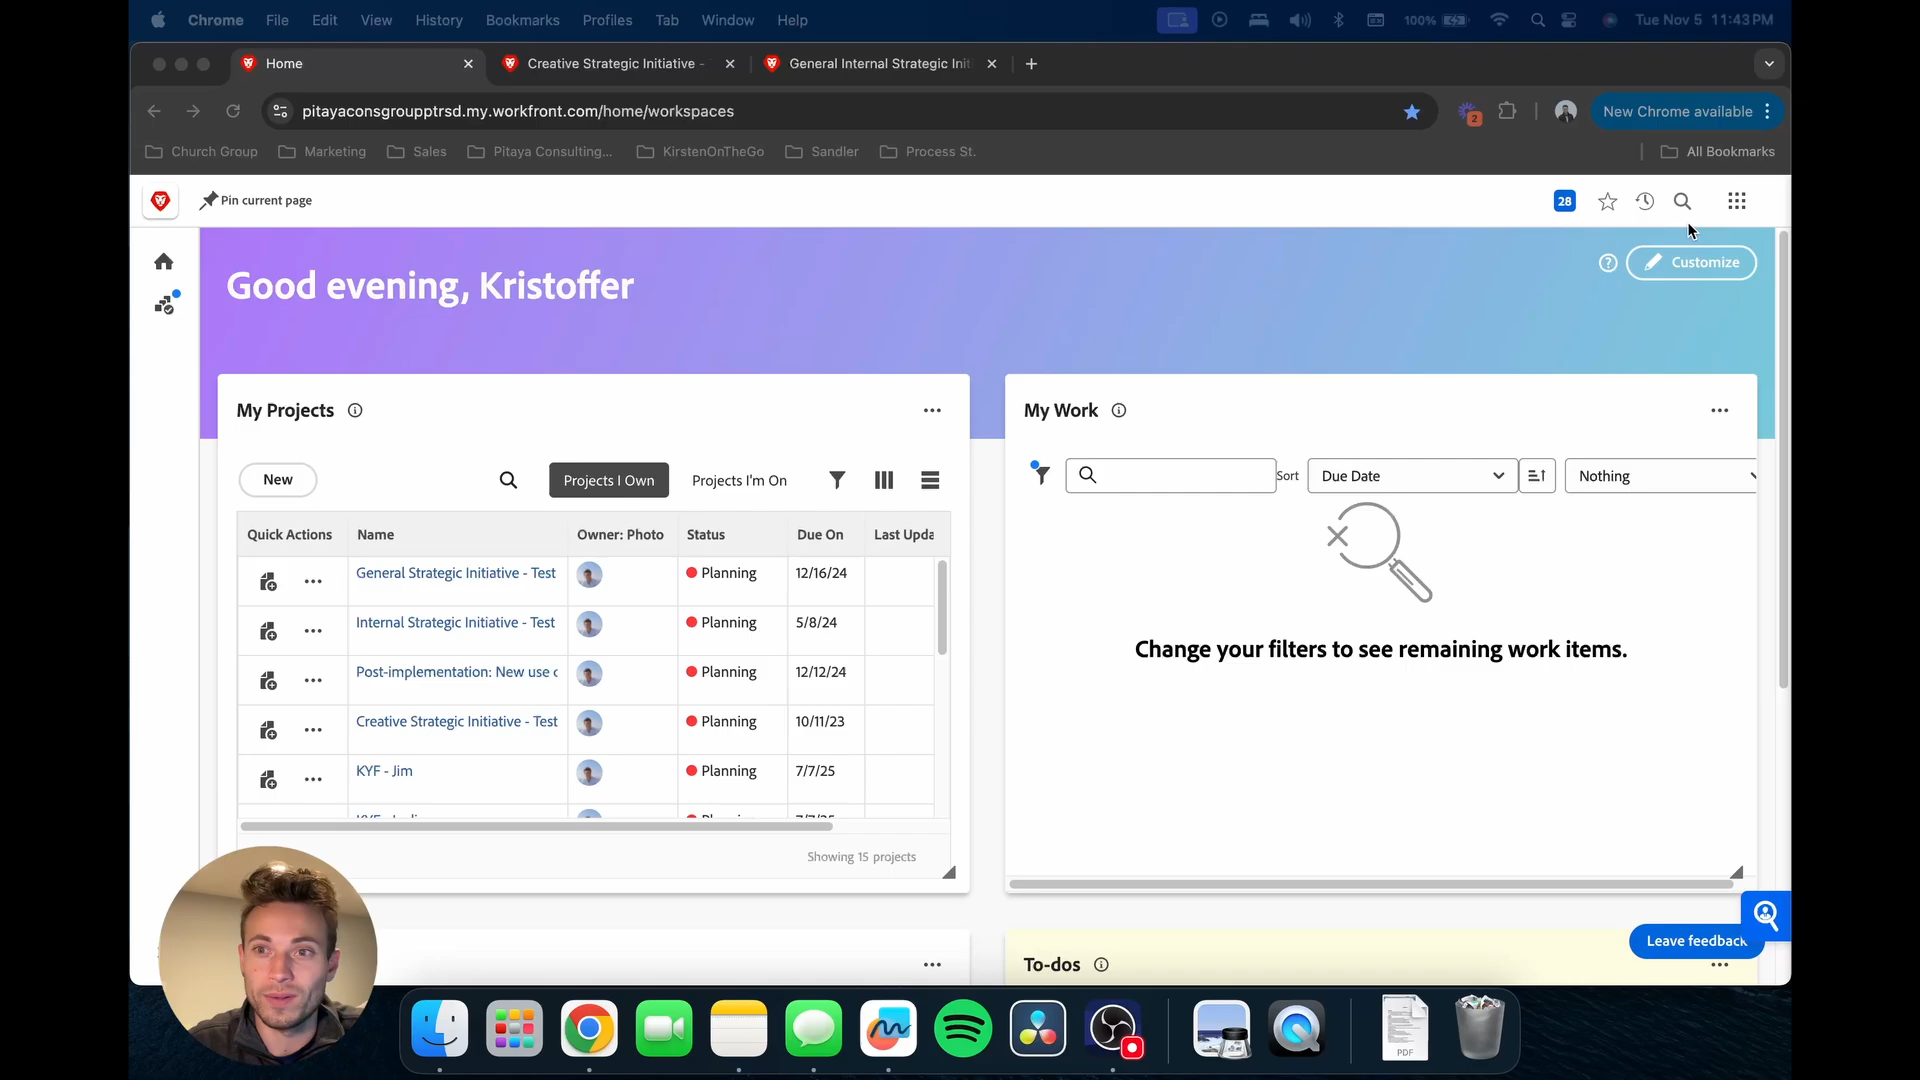 Chrome File Edit View History Bookmarks Profiles Tab Window Help 100% Tue Nov 5 11:43 PM
Home Creative Strategic Initiative - General Internal Strategic Init
pitayaconsgroupptrsd.my.workfront.com/home/workspaces 2 New Chrome available
Church Group Marketing Sales Pitaya Consulting... KirstenOnTheGo Sandler Process St. All Bookmarks
Pin current page 28
Good evening, Kristoffer
Customize
My Projects
My Work
New Projects I Own Projects I'm On
Sort Due Date Nothing
Quick Actions Name Owner: Photo Status Due On Last Upda
General Strategic Initiative - Test Planning 12/16/24
Internal Strategic Initiative - Test Planning 5/8/24
Post-implementation: New use c Planning 12/12/24
Creative Strategic Initiative - Test Planning 10/11/23
KYF - Jim Planning 7/7/25
Change your filters to see remaining work items.
Showing 15 projects
Leave feedback
To-dos
PDF